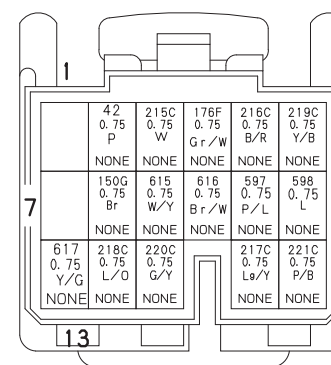 1
42 215C 176F 216C 219C
0.75 0.75 0.75 0.75 0.75
P W Gr/W B/R Y/B
NONE NONE NONE NONE NONE
7
150G 615 616 597 598
0.75 0.75 0.75 0.75 0.75
Br W/Y Br/W P/L L
NONE NONE NONE NONE NONE
617 218C 220C 217C 221C
0.75 0.75 0.75 0.75 0.75
Y/G L/O G/Y Lg/Y P/B
NONE NONE NONE NONE NONE
13